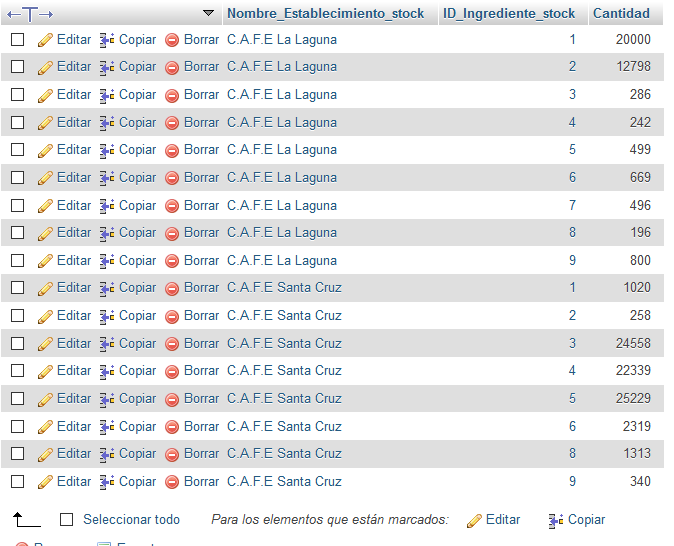 Nombre_Establecimiento_stock ID_Ingrediente_stock Cantidad
Editar Copiar Borrar C.A.F.E La Laguna 1 20000
Editar Copiar Borrar C.A.F.E La Laguna 2 12798
Editar Copiar Borrar C.A.F.E La Laguna 3 286
Editar Copiar Borrar C.A.F.E La Laguna 4 242
Editar Copiar Borrar C.A.F.E La Laguna 5 499
Editar Copiar Borrar C.A.F.E La Laguna 6 669
Editar Copiar Borrar C.A.F.E La Laguna 7 496
Editar Copiar Borrar C.A.F.E La Laguna 8 196
Editar Copiar Borrar C.A.F.E La Laguna 9 800
Editar Copiar Borrar C.A.F.E Santa Cruz 1 1020
Editar Copiar Borrar C.A.F.E Santa Cruz 2 258
Editar Copiar Borrar C.A.F.E Santa Cruz 3 24558
Editar Copiar Borrar C.A.F.E Santa Cruz 4 22339
Editar Copiar Borrar C.A.F.E Santa Cruz 5 25229
Editar Copiar Borrar C.A.F.E Santa Cruz 6 2319
Editar Copiar Borrar C.A.F.E Santa Cruz 8 1313
Editar Copiar Borrar C.A.F.E Santa Cruz 9 340
Seleccionar todo Para los elementos que están marcados: Editar Copiar